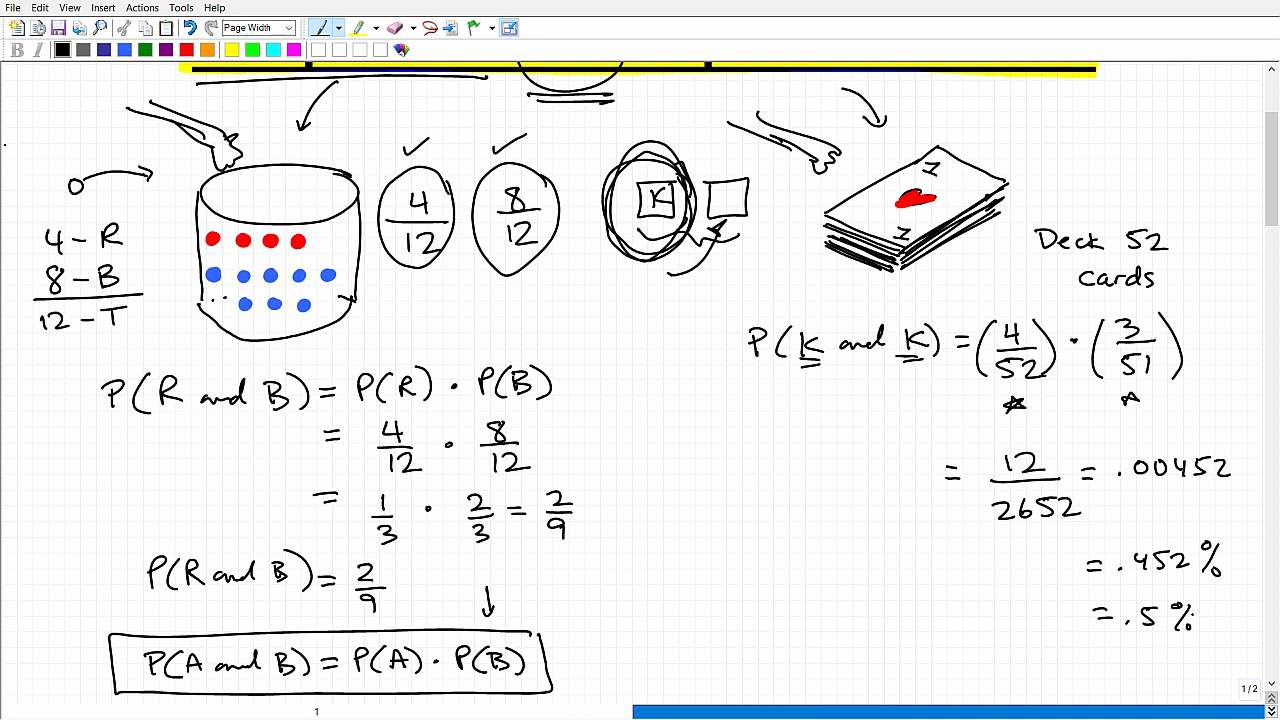 File Edit View Insert Actions Tools Help
Page Width
B I
4 - R
8 - B
12 - T
4/12
8/12
K
Deck 52
cards
P(R and B) = P(R) · P(B)
= 4/12 · 8/12
= 1/3 · 2/3 = 2/9
P(R and B) = 2/9
P(A and B) = P(A) · P(B)
P(K and K) = (4/52) · (3/51)
= 12/2652 = .00452
= .452%
= .5%
1/2
1